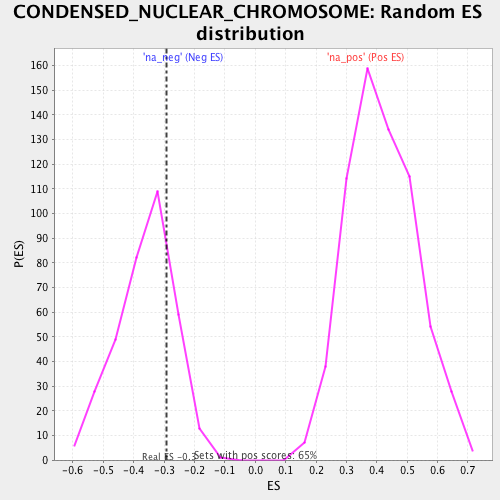 CONDENSED_NUCLEAR_CHROMOSOME: Random ES
distribution
'na_neg' (Neg ES)
'na_pos' (Pos ES)
160
150
140
130
120
110
100
90
80
70
60
50
40
30
20
10
0
P(ES)
Real ES -0.3
Sets with pos scores: 65%
-0.6 -0.5 -0.4 -0.3 -0.2 -0.1 0.0 0.1 0.2 0.3 0.4 0.5 0.6 0.7
ES